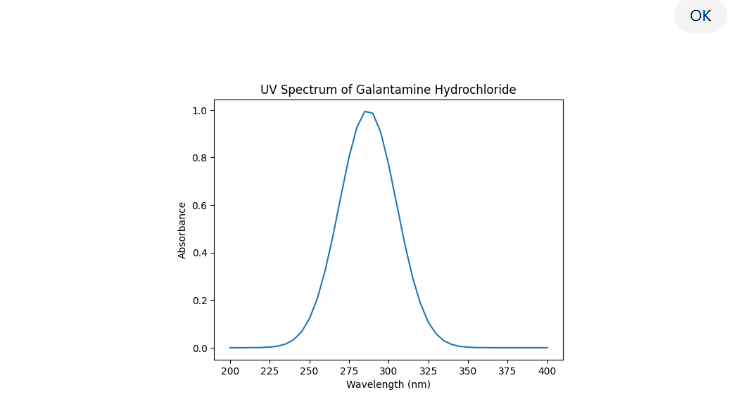 OK
UV Spectrum of Galantamine Hydrochloride
1.0
0.8
0.6
0.4
0.2
0.0
Absorbance
200 225 250 275 300 325 350 375 400
Wavelength (nm)